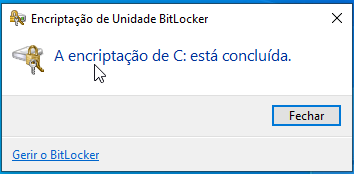 Encriptação de Unidade BitLocker
A encriptação de C: está concluída.
Fechar
Gerir o BitLocker